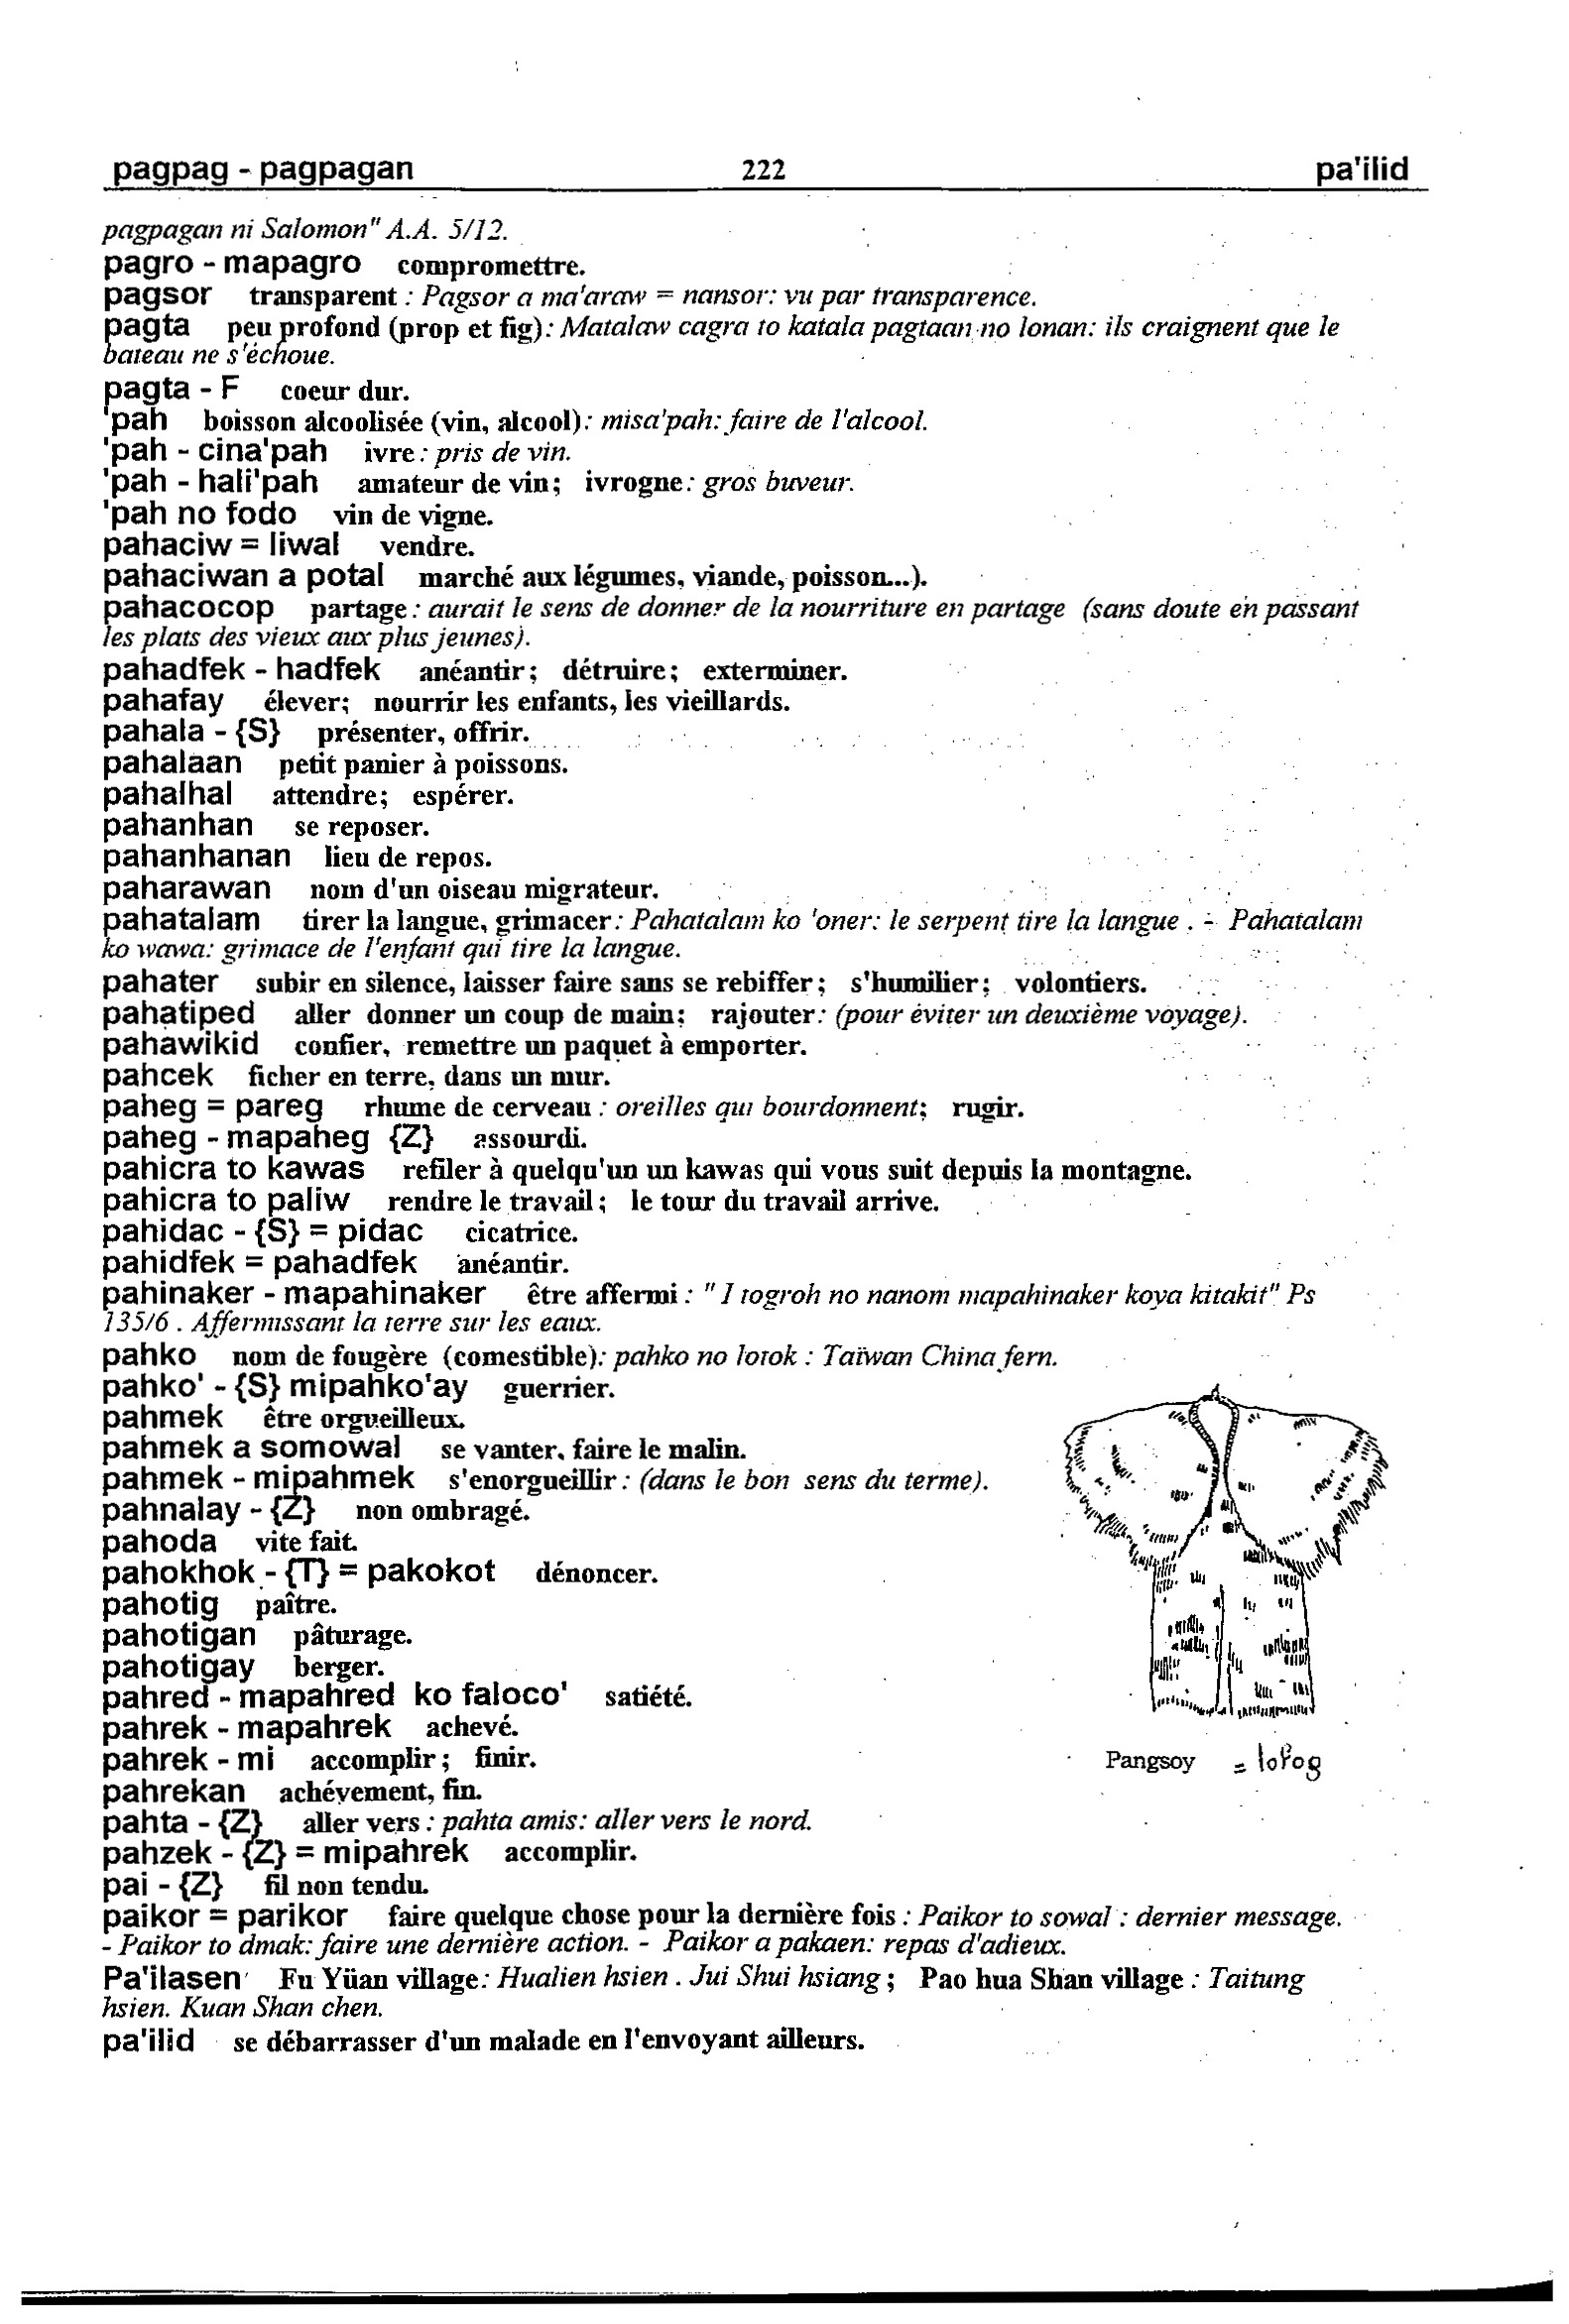 pagpag - pagpagan 222 pa'ilid
pagpagan ni Salomon" A.A. 5/12.
pagro - mapagro compromettre.
pagsor transparent : Pagsor a ma'araw = nansor: vu par transparence.
pagta peu profond (prop et fig): Matalaw cagra to katala pagtaan no lonan: ils craignent que le
bateau ne s'échoue.
pagta - F coeur dur.
'pah boisson alcoolisée (vin, alcool): misa'pah: faire de l'alcool.
'pah - cina'pah ivre : pris de vin.
'pah - hali'pah amateur de vin; ivrogne: gros buveur.
'pah no fodo vin de vigne.
pahaciw = liwal vendre.
pahaciwan a potal marché aux légumes, viande, poisson...).
pahacocop partage : aurait le sens de donner de la nourriture en partage (sans doute en passant
les plats des vieux aux plus jeunes).
pahadfek - hadfek anéantir; détruire; exterminer.
pahafay élever; nourrir les enfants, les vieillards.
pahala - {S} présenter, offrir.
pahalaan petit panier à poissons.
pahalhal attendre; espérer.
pahanhan se reposer.
pahanhanan lieu de repos.
paharawan nom d'un oiseau migrateur.
pahatalam tirer la langue, grimacer : Pahatalam ko 'oner: le serpent tire la langue . - Pahatalam
ko wawa: grimace de l'enfant qui tire la langue.
pahater subir en silence, laisser faire sans se rebiffer; s'humilier; volontiers.
pahatiped aller donner un coup de main; rajouter: (pour éviter un deuxième voyage).
pahawikid confier, remettre un paquet à emporter.
pahcek ficher en terre, dans un mur.
paheg = pareg rhume de cerveau : oreilles qui bourdonnent; rugir.
paheg - mapaheg {Z} assourdi.
pahicra to kawas refiler à quelqu'un un kawas qui vous suit depuis la montagne.
pahicra to paliw rendre le travail; le tour du travail arrive.
pahidac - {S} = pidac cicatrice.
pahidfek = pahadfek anéantir.
pahinaker - mapahinaker être affermi : " I togroh no nanom mapahinaker koya kitakit" Ps
135/6 . Affermissant la terre sur les eaux.
pahko nom de fougère (comestible): pahko no lotok : Taïwan China fern.
pahko' - {S} mipahko'ay guerrier.
pahmek être orgueilleux.
pahmek a somowal se vanter, faire le malin.
pahmek - mipahmek s'enorgueillir : (dans le bon sens du terme).
pahnalay - {Z} non ombragé.
pahoda vite fait.
pahokhok - {T} = pakokot dénoncer.
pahotig paître.
pahotigan pâturage.
pahotigay berger.
pahred - mapahred ko faloco' satiété.
pahrek - mapahrek achevé.
pahrek - mi accomplir; finir.
Pangsoy =
pahrekan achévement, fin.
pahta - {Z} aller vers : pahta amis: aller vers le nord.
pahzek - {Z} = mipahrek accomplir.
pai - {Z} fil non tendu.
paikor = parikor faire quelque chose pour la dernière fois : Paikor to sowal : dernier message.
- Paikor to dmak: faire une dernière action. - Paikor a pakaen: repas d'adieux.
Pa'ilasen Fu Yüan village: Hualien hsien . Jui Shui hsiang; Pao hua Shan village : Taitung
hsien. Kuan Shan chen.
pa'ilid se débarrasser d'un malade en l'envoyant ailleurs.